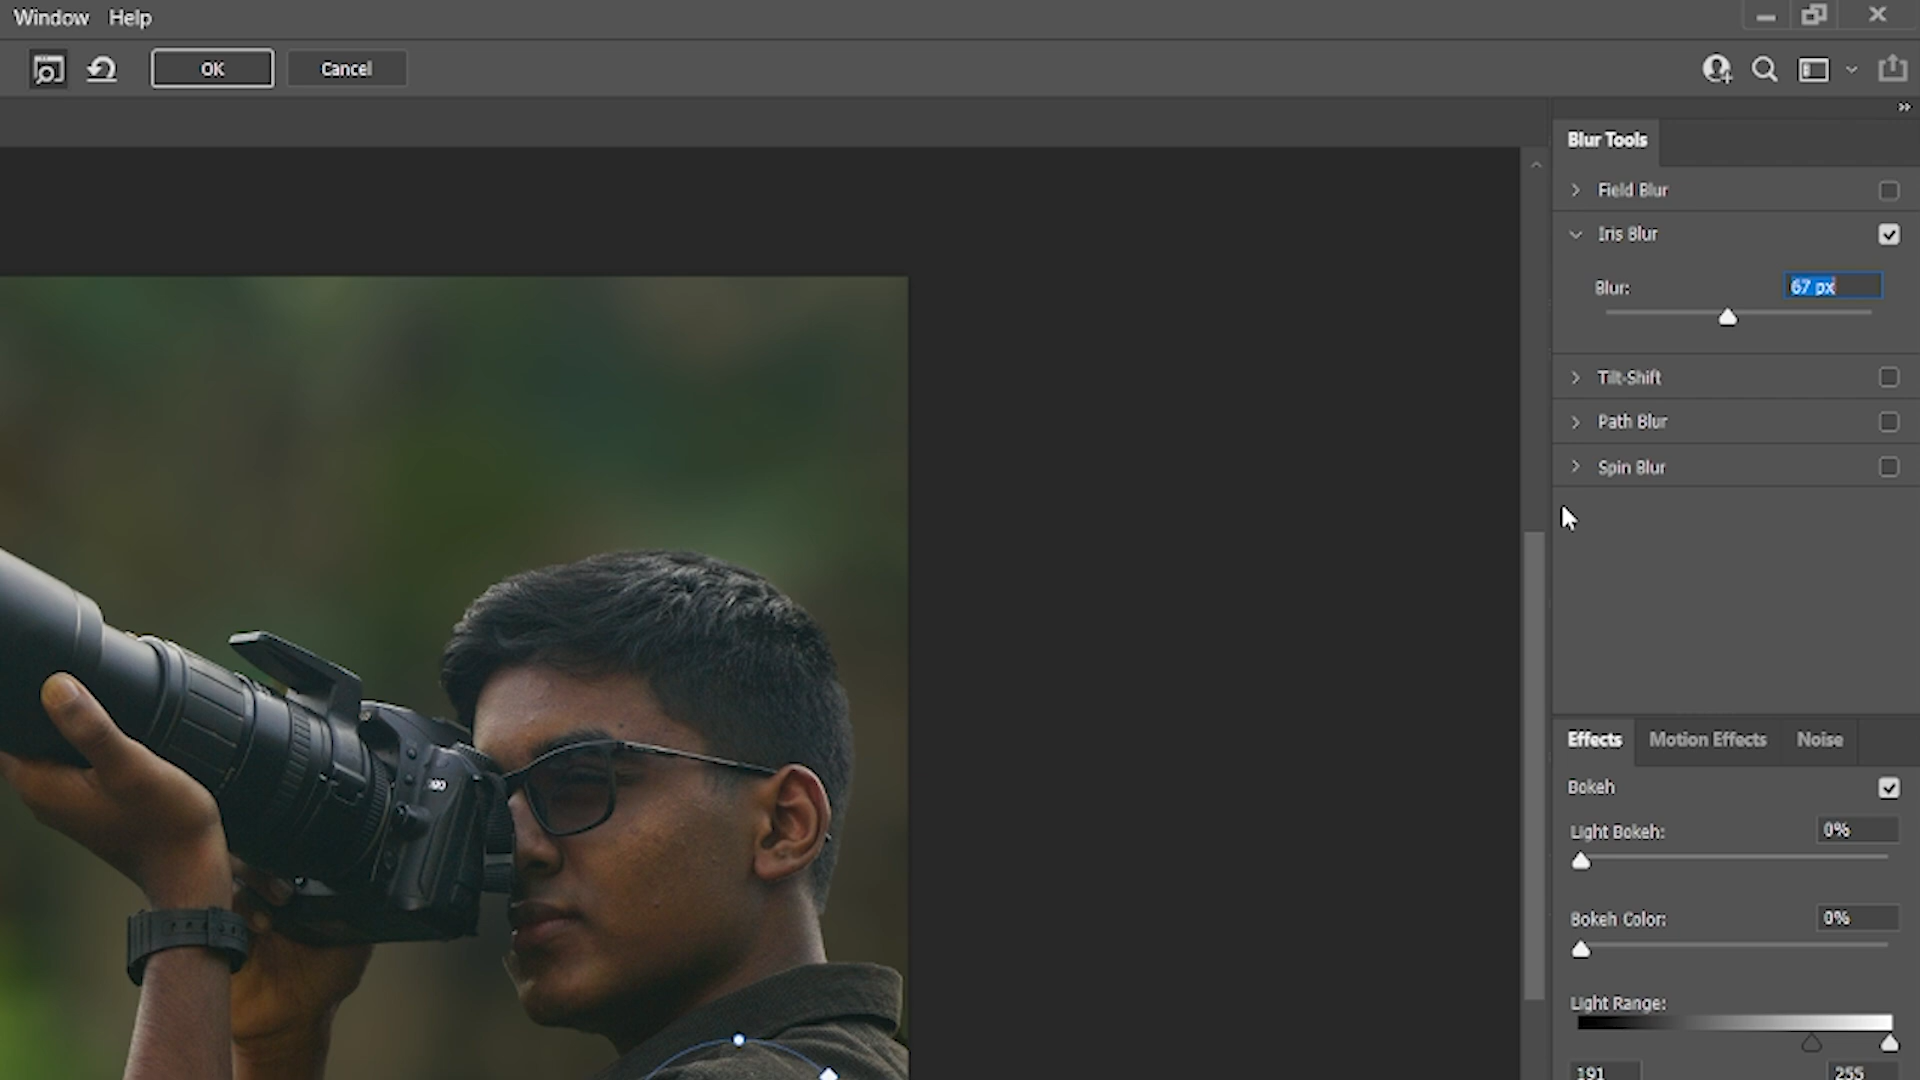 Window Help
OK Cancel
Blur Tools
Field Blur
Iris Blur
Blur: 67 px
Tilt-Shift
Path Blur
Spin Blur
Effects Motion Effects Noise
Bokeh
Light Bokeh: 0%
Bokeh Color: 0%
Light Range:
191 255